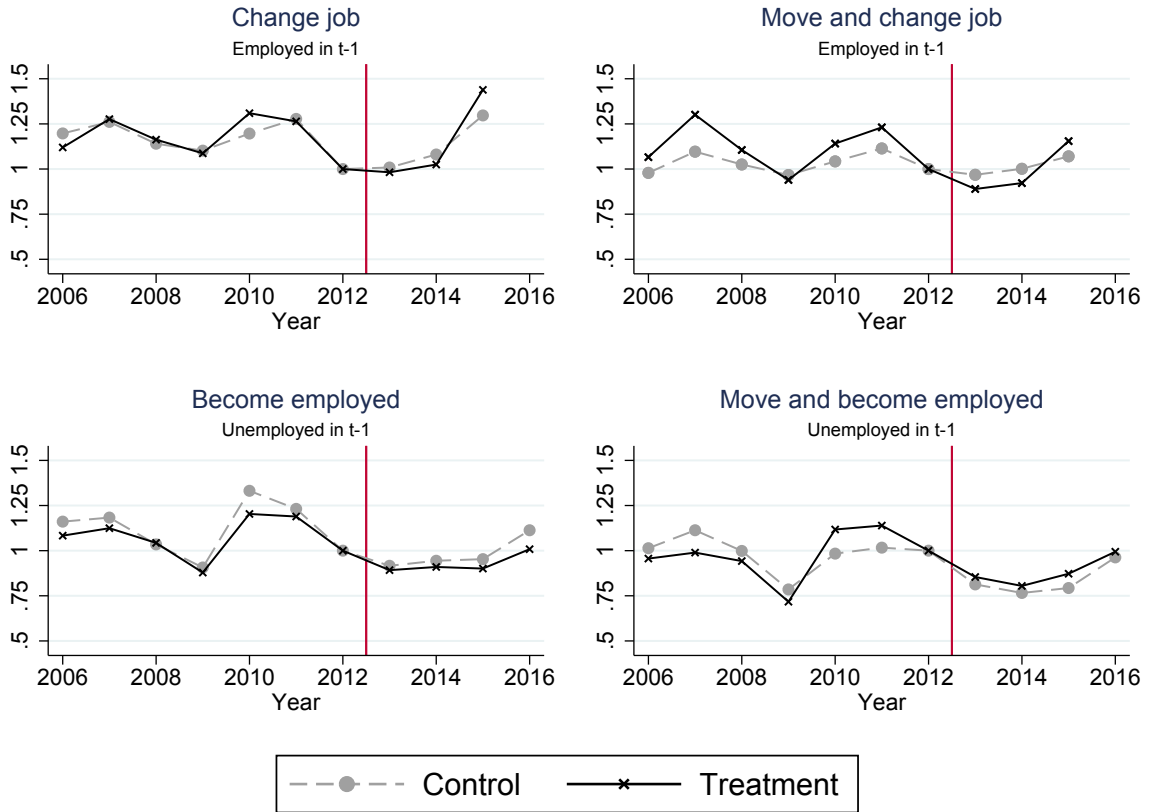 Change job
Employed in t-1
1.5
1.25
1
.75
.5
2006 2008 2010 2012 2014 2016
Year
Move and change job
Employed in t-1
1.5
1.25
1
.75
.5
2006 2008 2010 2012 2014 2016
Year
Become employed
Unemployed in t-1
1.5
1.25
1
.75
.5
2006 2008 2010 2012 2014 2016
Year
Move and become employed
Unemployed in t-1
1.5
1.25
1
.75
.5
2006 2008 2010 2012 2014 2016
Year
Control Treatment